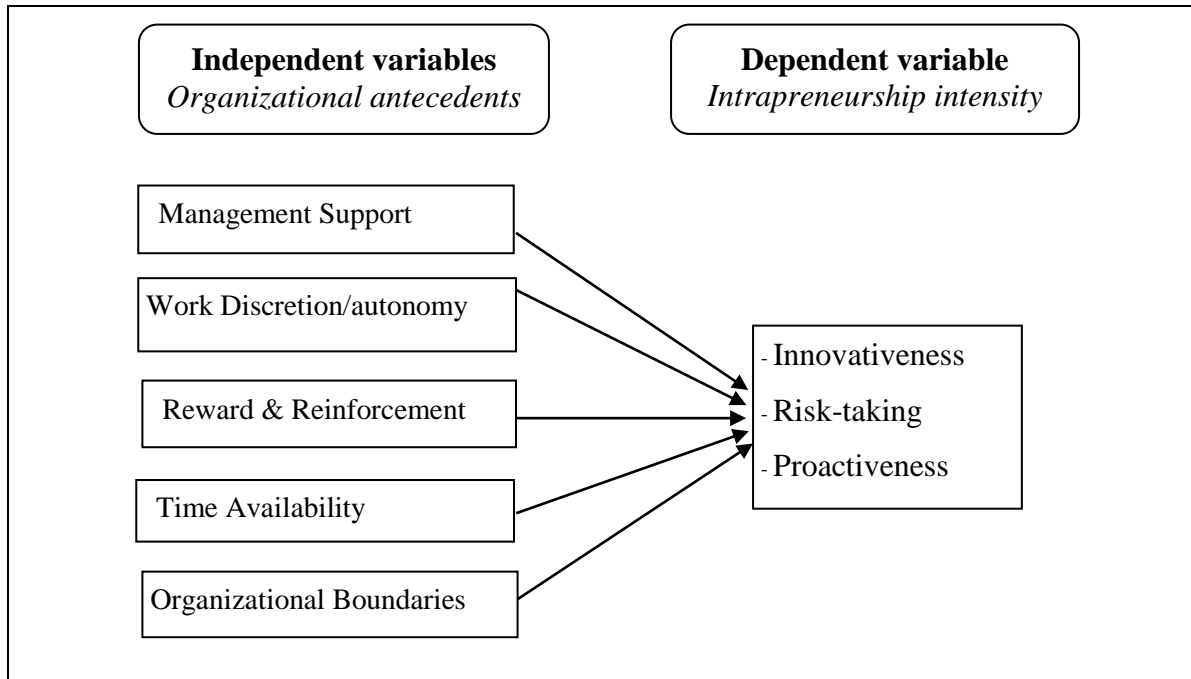 Independent variables
Organizational antecedents
Dependent variable
Intrapreneurship intensity
Management Support
Work Discretion/autonomy
Reward & Reinforcement
Time Availability
Organizational Boundaries
- Innovativeness
- Risk-taking
- Proactiveness